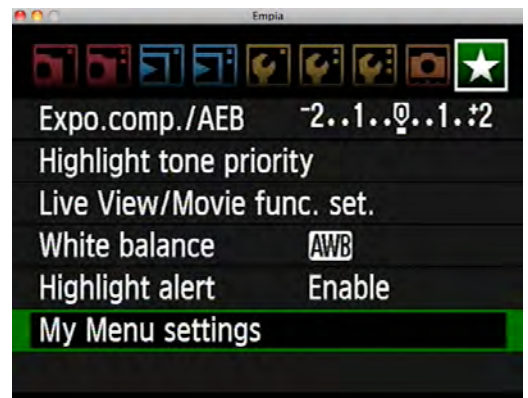 Empia
Expo.comp./AEB -2..1..0..1..+2
Highlight tone priority
Live View/Movie func. set.
White balance AWB
Highlight alert Enable
My Menu settings